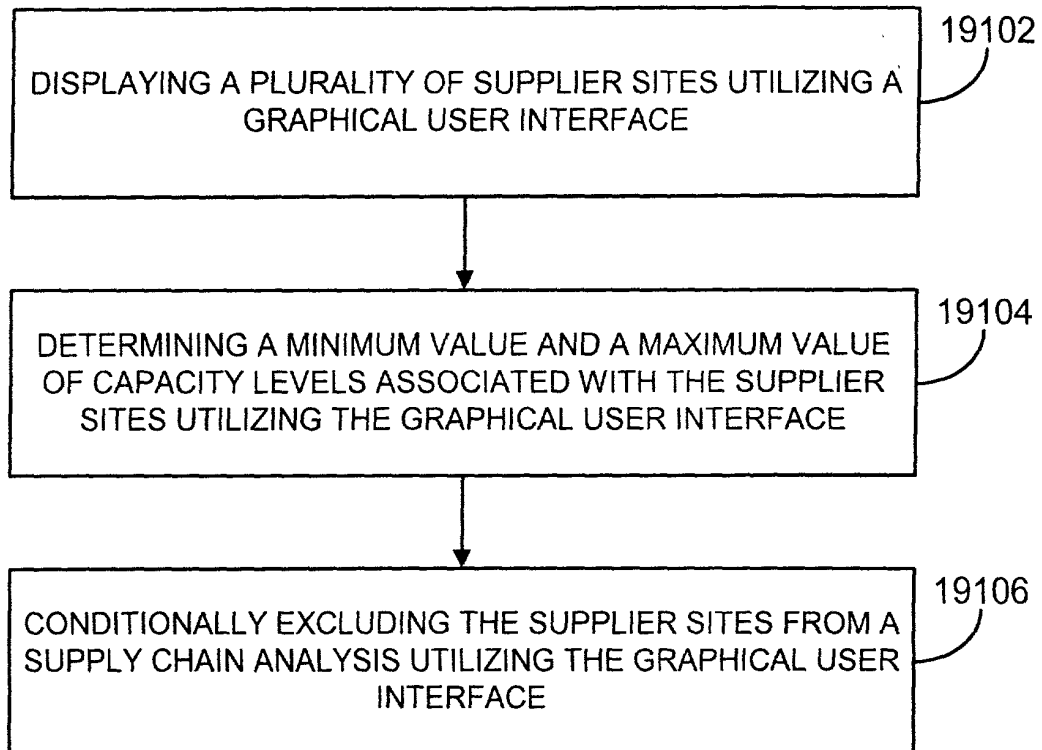 19102
DISPLAYING A PLURALITY OF SUPPLIER SITES UTILIZING A
GRAPHICAL USER INTERFACE
19104
DETERMINING A MINIMUM VALUE AND A MAXIMUM VALUE
OF CAPACITY LEVELS ASSOCIATED WITH THE SUPPLIER
SITES UTILIZING THE GRAPHICAL USER INTERFACE
19106
CONDITIONALLY EXCLUDING THE SUPPLIER SITES FROM A
SUPPLY CHAIN ANALYSIS UTILIZING THE GRAPHICAL USER
INTERFACE